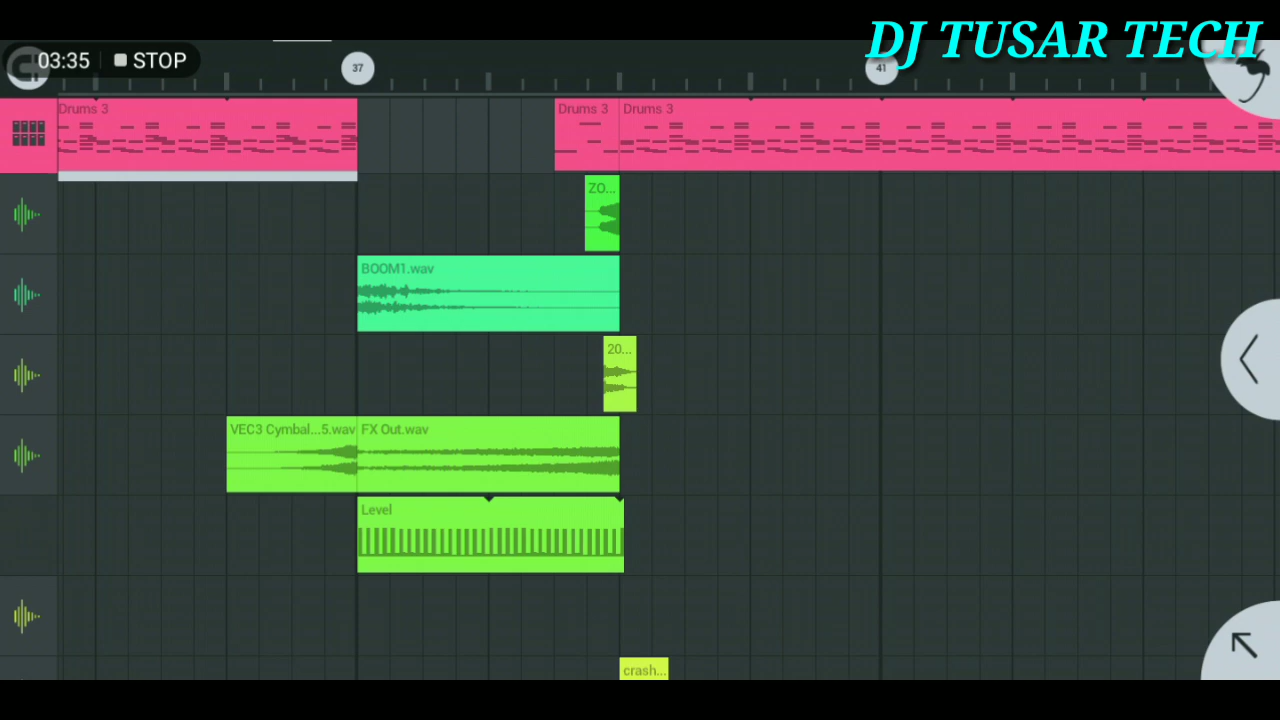 DJ TUSAR TECH
03:35 STOP
37
41
Drums 3
Drums 3
Drums 3
ZO...
BOOM1.wav
20...
VEC3 Cymbal...5.wav
FX Out.wav
Level
crash...